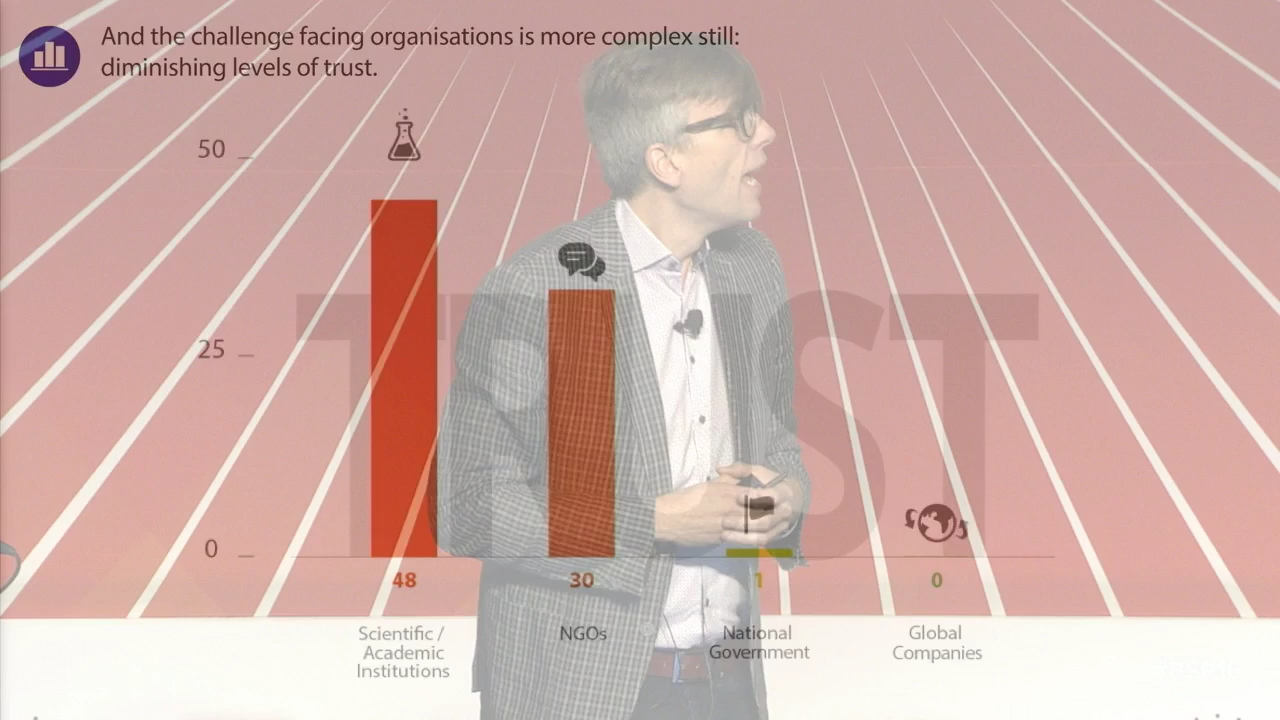 And the challenge facing organisations is more complex still:
diminishing levels of trust.
50
TRUST
25
0
48
30
1
0
Scientific /
Academic
Institutions
NGOs
National
Government
Global
Companies